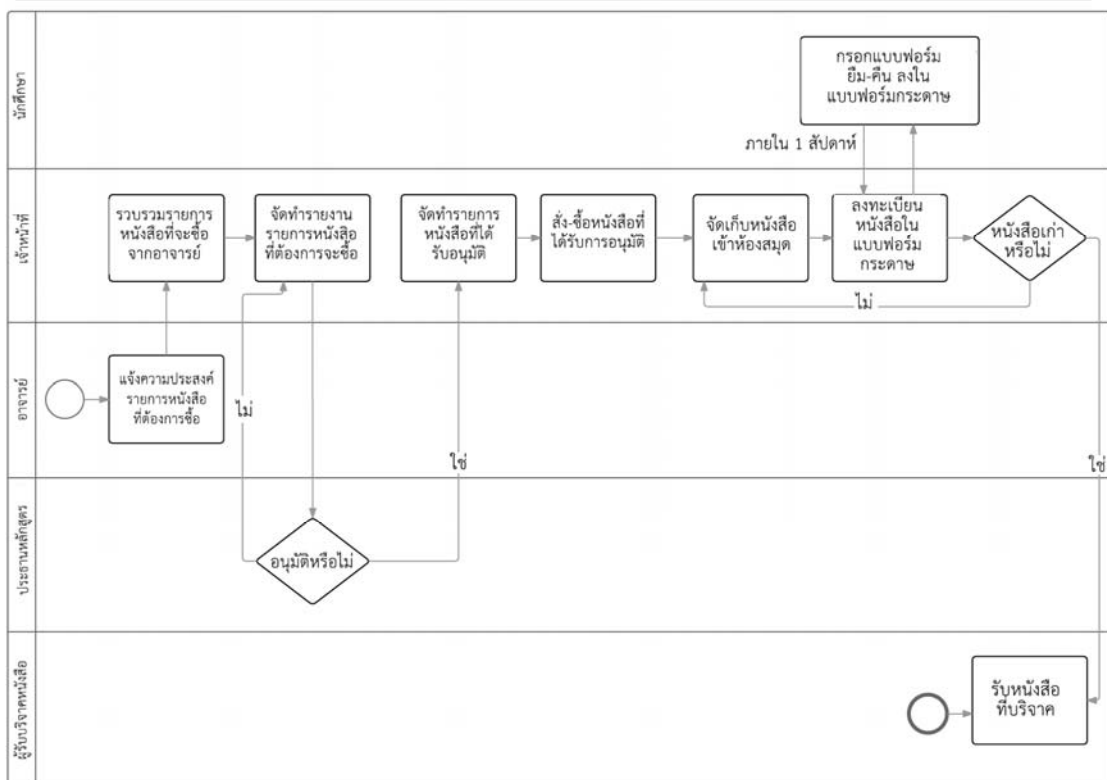 นักศึกษา
กรอกแบบฟอร์ม
ยืม-คืน ลงใน
แบบฟอร์มกระดาษ
ภายใน 1 สัปดาห์
เจ้าหน้าที่
รวบรวมรายการ
หนังสือที่จะซื้อ
จากอาจารย์
จัดทำรายงาน
รายการหนังสือ
ที่ต้องการจะซื้อ
จัดทำรายการ
หนังสือที่ได้
รับอนุมัติ
สั่ง-ซื้อหนังสือที่
ได้รับการอนุมัติ
จัดเก็บหนังสือ
เข้าห้องสมุด
ลงทะเบียน
หนังสือใน
แบบฟอร์ม
กระดาษ
หนังสือเก่า
หรือไม่
ไม่
อาจารย์
แจ้งความประสงค์
รายการหนังสือ
ที่ต้องการซื้อ
ไม่
ใช่
ใช่
ประธานหลักสูตร
อนุมัติหรือไม่
ผู้รับบริจาคหนังสือ
รับหนังสือ
ที่บริจาค